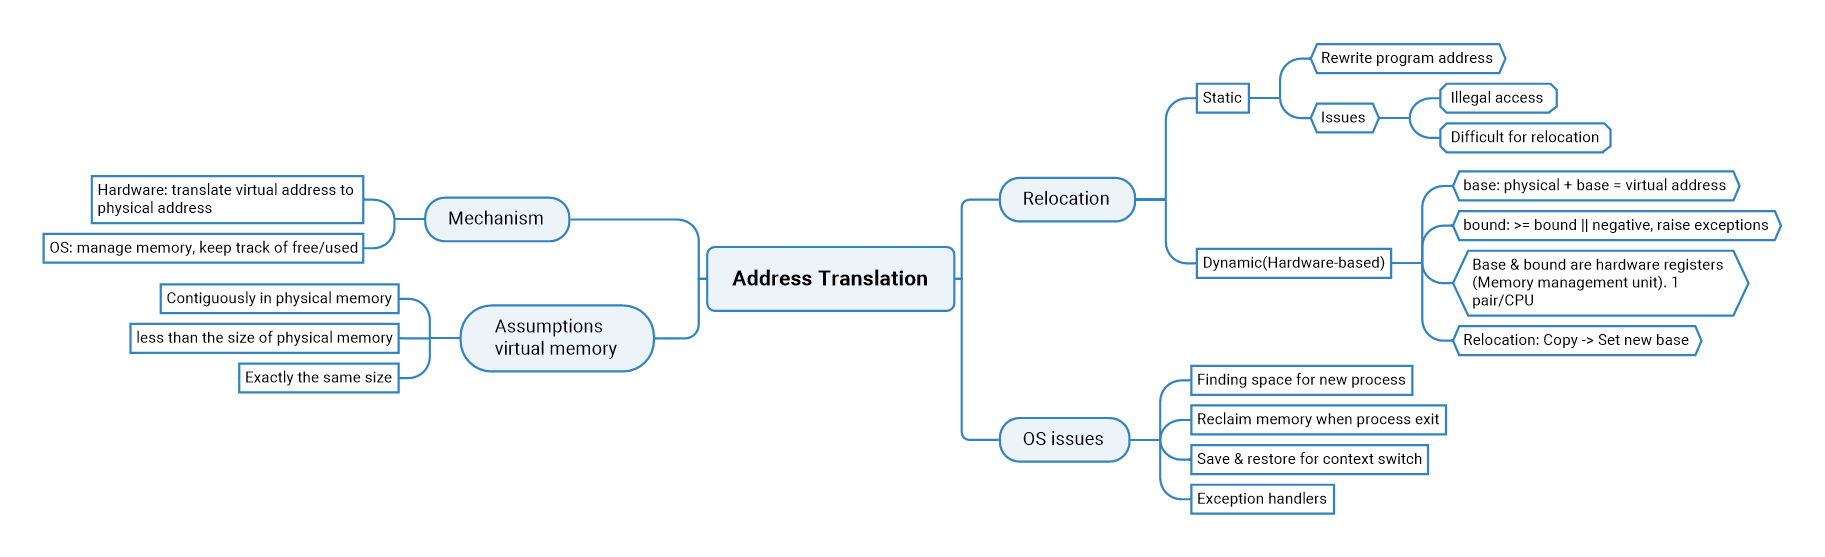 Address Translation
Mechanism
Hardware: translate virtual address to
physical address
OS: manage memory, keep track of free/used
Assumptions
virtual memory
Contiguously in physical memory
less than the size of physical memory
Exactly the same size
Relocation
Static
Rewrite program address
Issues
Illegal access
Difficult for relocation
Dynamic(Hardware-based)
base: physical + base = virtual address
bound: >= bound || negative, raise exceptions
Base & bound are hardware registers
(Memory management unit). 1
pair/CPU
Relocation: Copy -> Set new base
OS issues
Finding space for new process
Reclaim memory when process exit
Save & restore for context switch
Exception handlers